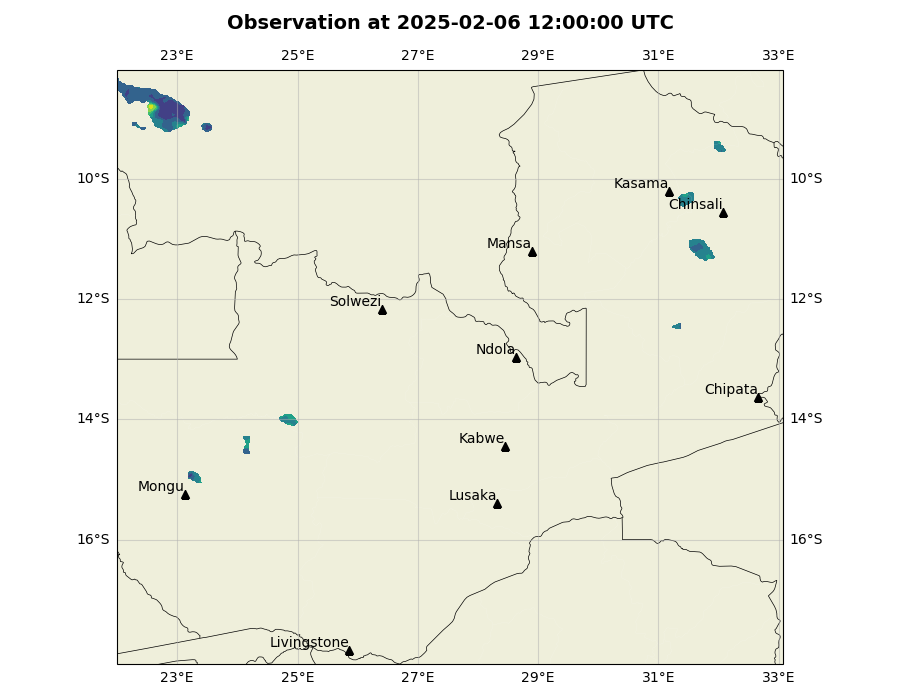 Observation at 2025-02-06 12:00:00 UTC
23°E 25°E 27°E 29°E 31°E 33°E
10°S 10°S
Kasama
Chinsali
Mansa
12°S 12°S
Solwezi
Ndola
Chipata
14°S 14°S
Kabwe
Mongu
Lusaka
16°S 16°S
Livingstone
23°E 25°E 27°E 29°E 31°E 33°E